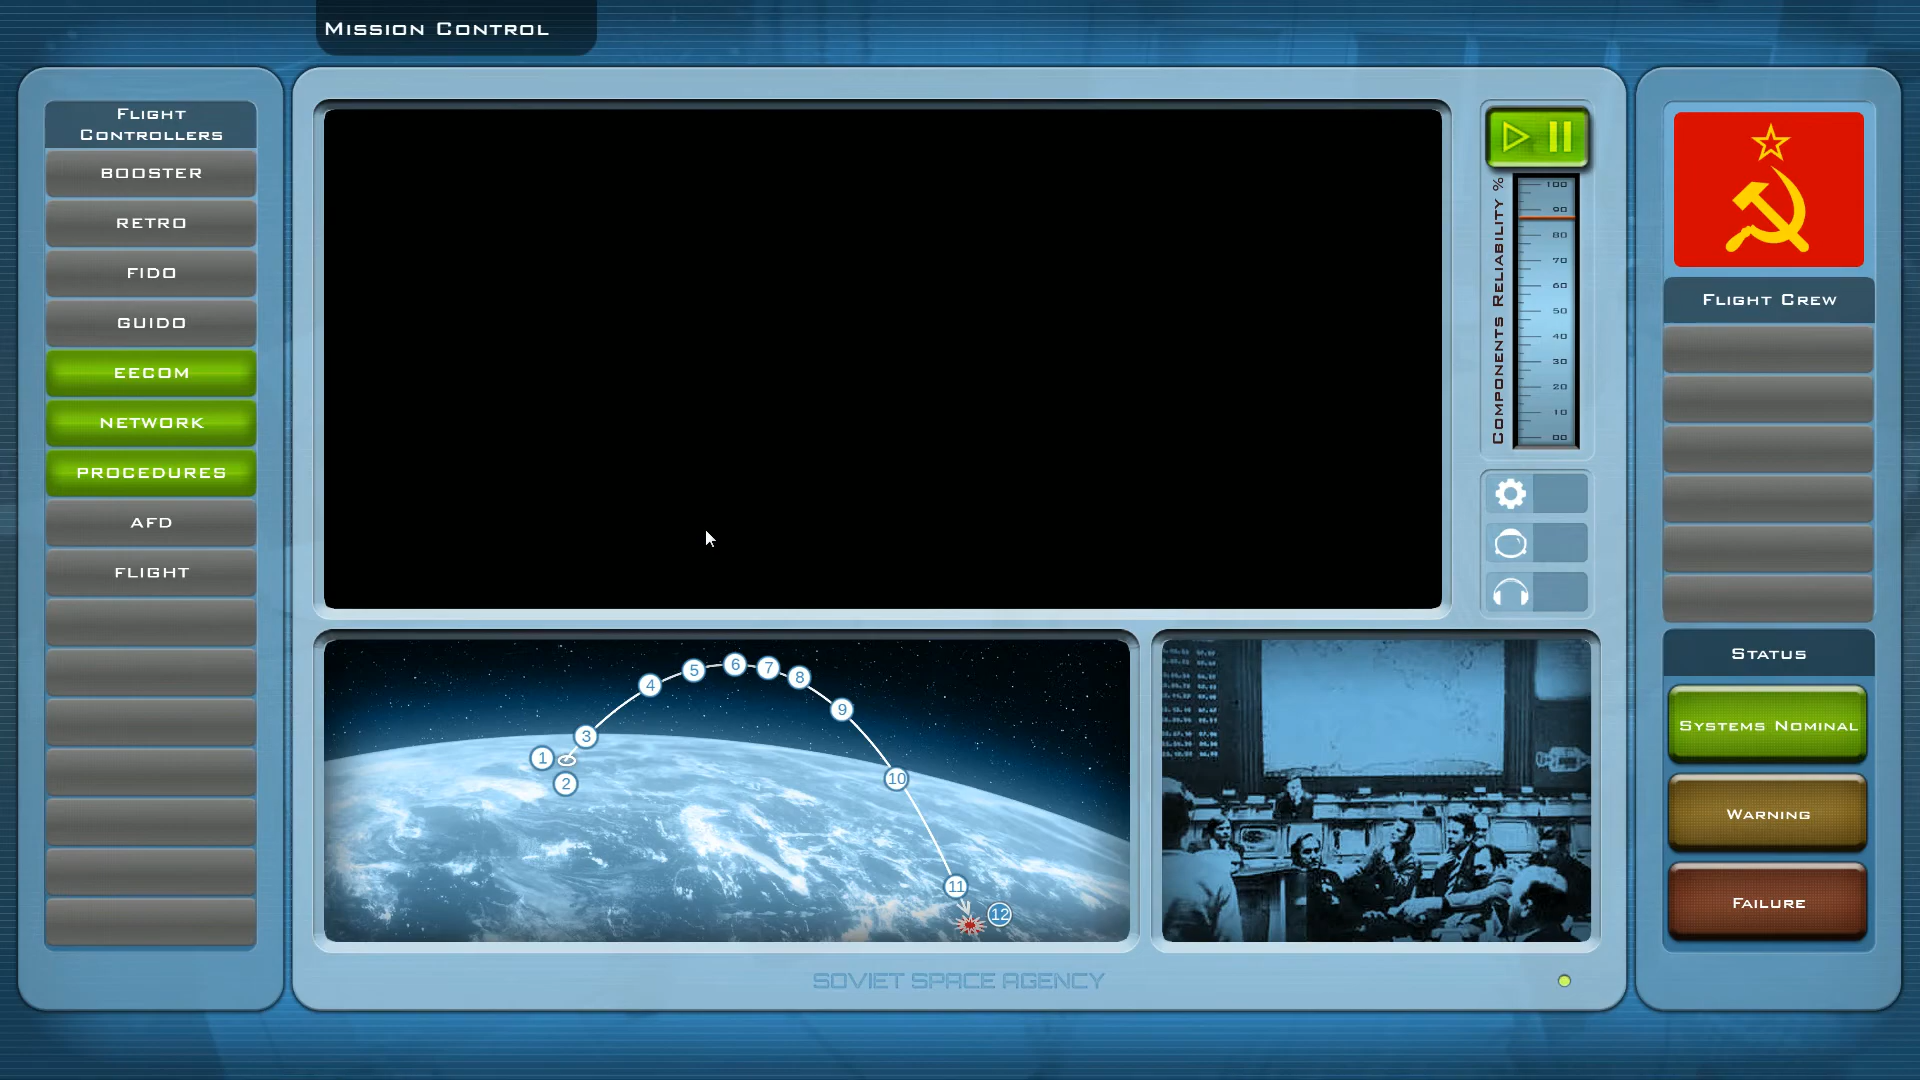 Mission Control
Flight
Controllers
BOOSTER
RETRO
FIDO
GUIDO
EECOM
NETWORK
PROCEDURES
AFD
FLIGHT
Components Reliability %
100
90
80
70
60
50
40
30
20
10
00
1
2
3
4
5
6
7
8
9
10
11
12
SOVIET SPACE AGENCY
Flight Crew
Status
Systems Nominal
Warning
Failure